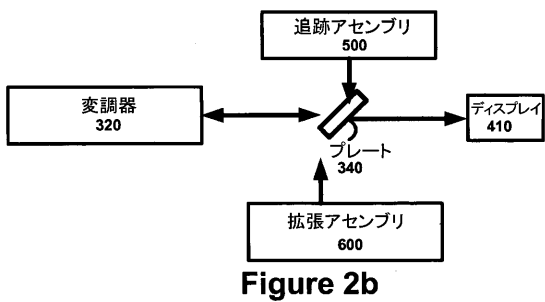 追跡アセンブリ
500
変調器
320
ディスプレイ
410
プレート
340
拡張アセンブリ
600
Figure 2b